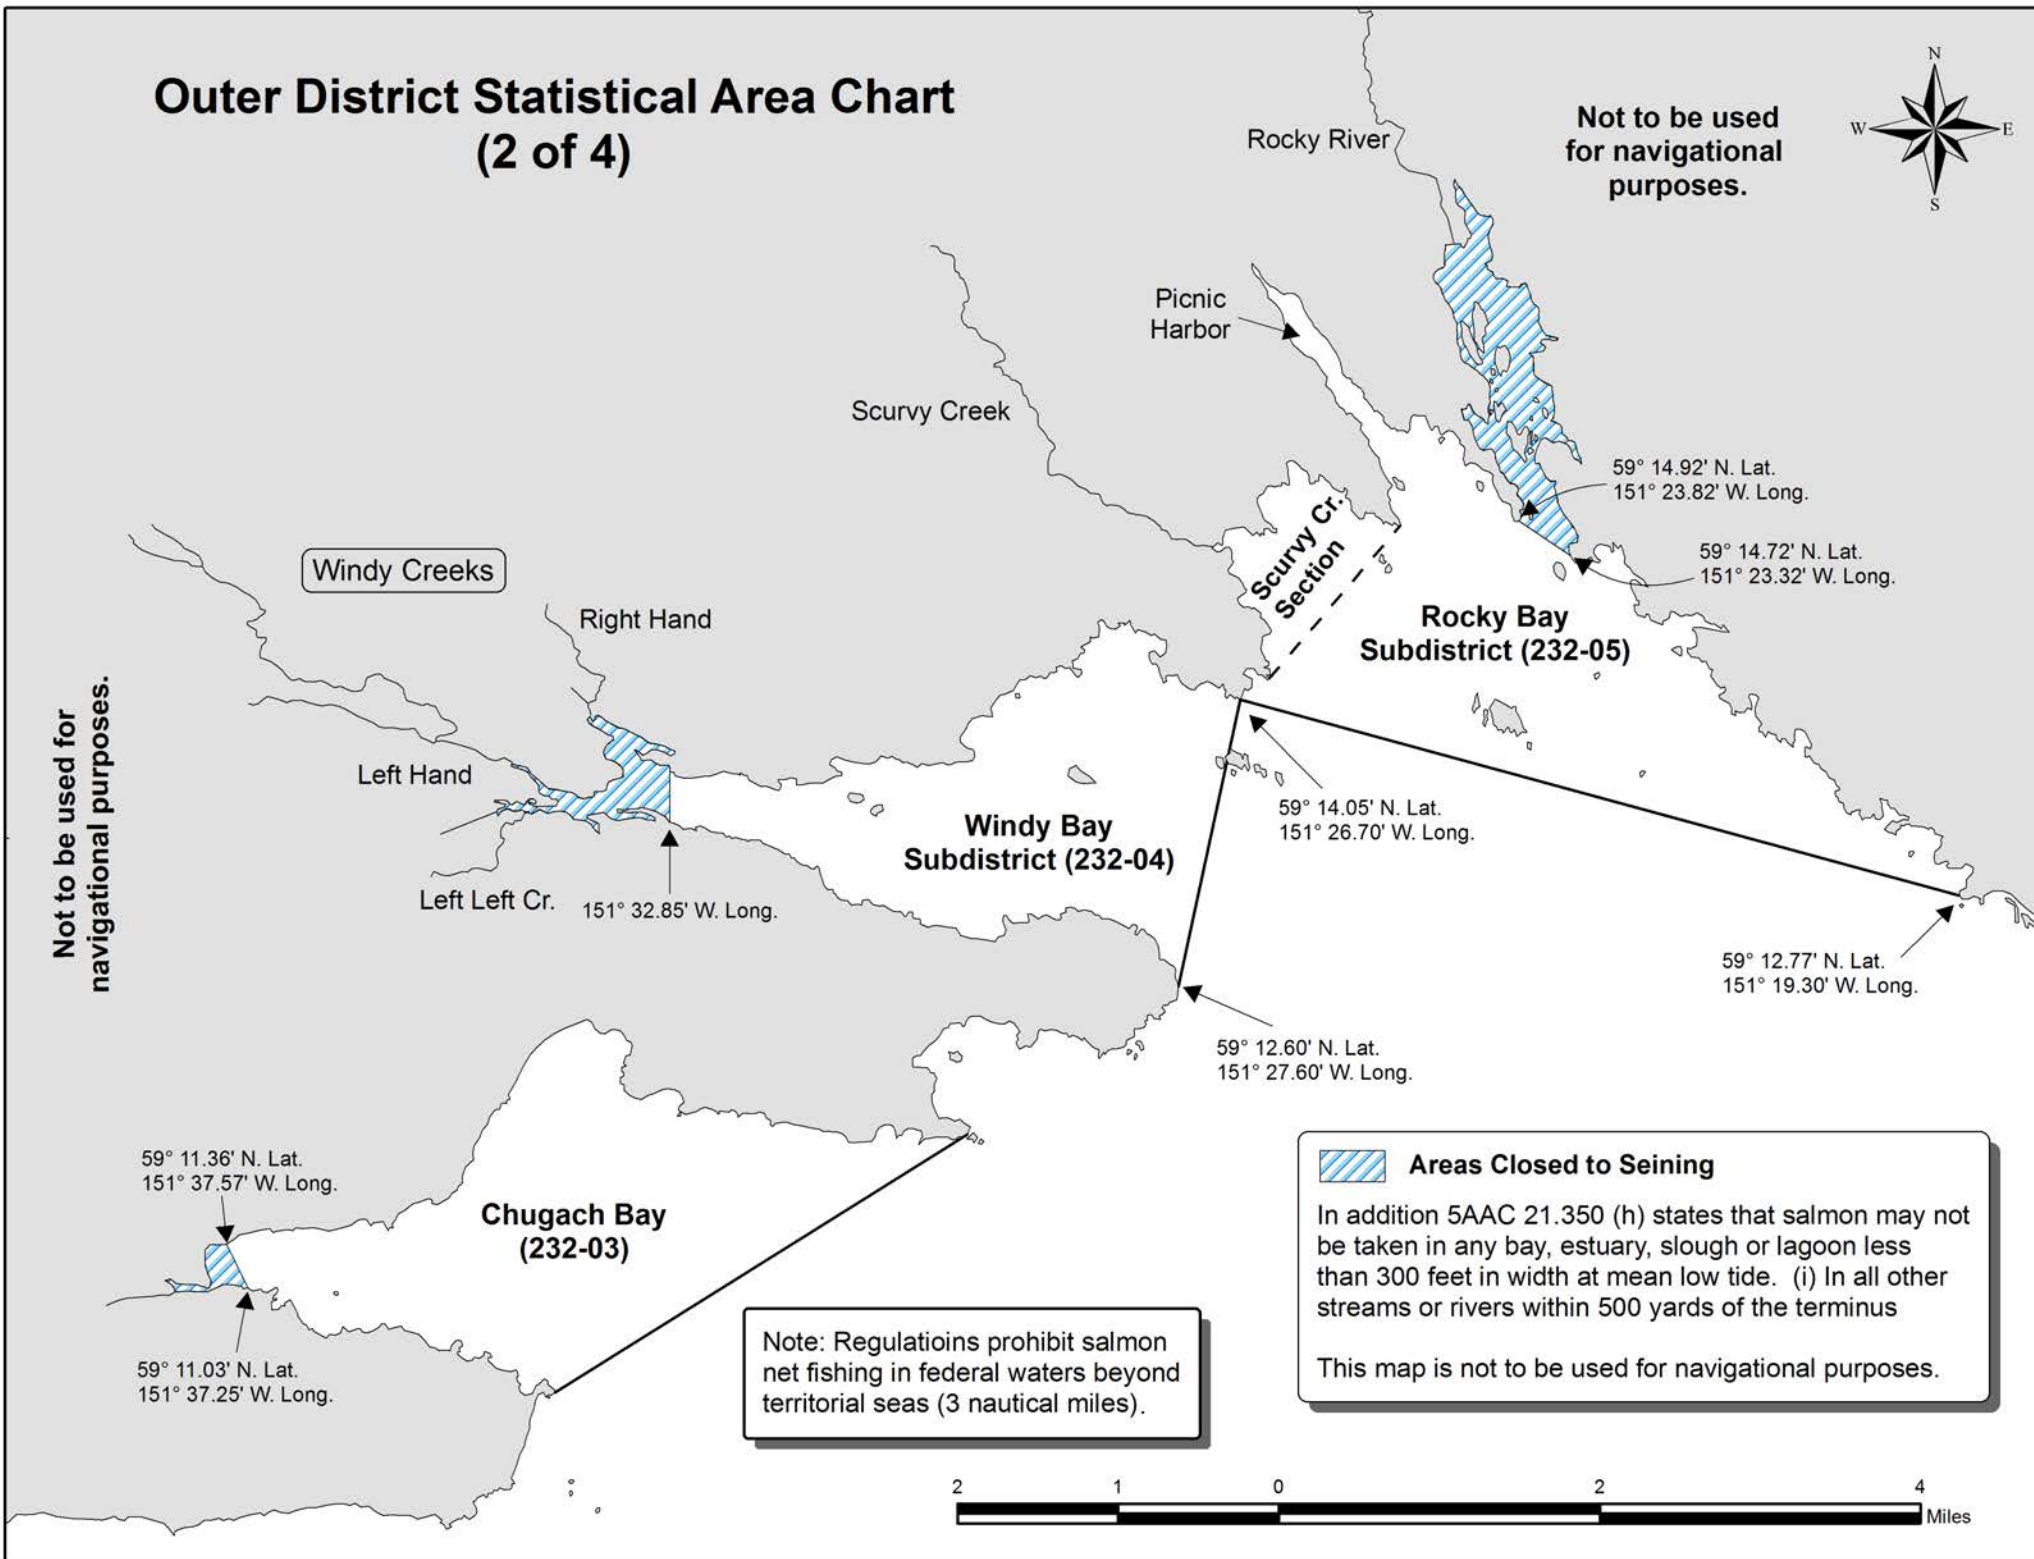 Outer District Statistical Area Chart
(2 of 4)
Not to be used
for navigational
purposes.
N
W
E
S
Rocky River
Picnic
Harbor
Scurvy Creek
59° 14.92' N. Lat.
151° 23.82' W. Long.
Scurvy Cr.
Section
59° 14.72' N. Lat.
151° 23.32' W. Long.
Windy Creeks
Right Hand
Rocky Bay
Subdistrict (232-05)
Not to be used for
navigational purposes.
Left Hand
59° 14.05' N. Lat.
151° 26.70' W. Long.
Windy Bay
Subdistrict (232-04)
Left Left Cr.
151° 32.85' W. Long.
59° 12.77' N. Lat.
151° 19.30' W. Long.
59° 12.60' N. Lat.
151° 27.60' W. Long.
59° 11.36' N. Lat.
151° 37.57' W. Long.
Chugach Bay
(232-03)
59° 11.03' N. Lat.
151° 37.25' W. Long.
Areas Closed to Seining
In addition 5AAC 21.350 (h) states that salmon may not
be taken in any bay, estuary, slough or lagoon less
than 300 feet in width at mean low tide.  (i) In all other
streams or rivers within 500 yards of the terminus
This map is not to be used for navigational purposes.
Note: Regulatioins prohibit salmon
net fishing in federal waters beyond
territorial seas (3 nautical miles).
2 1 0 2 4
Miles